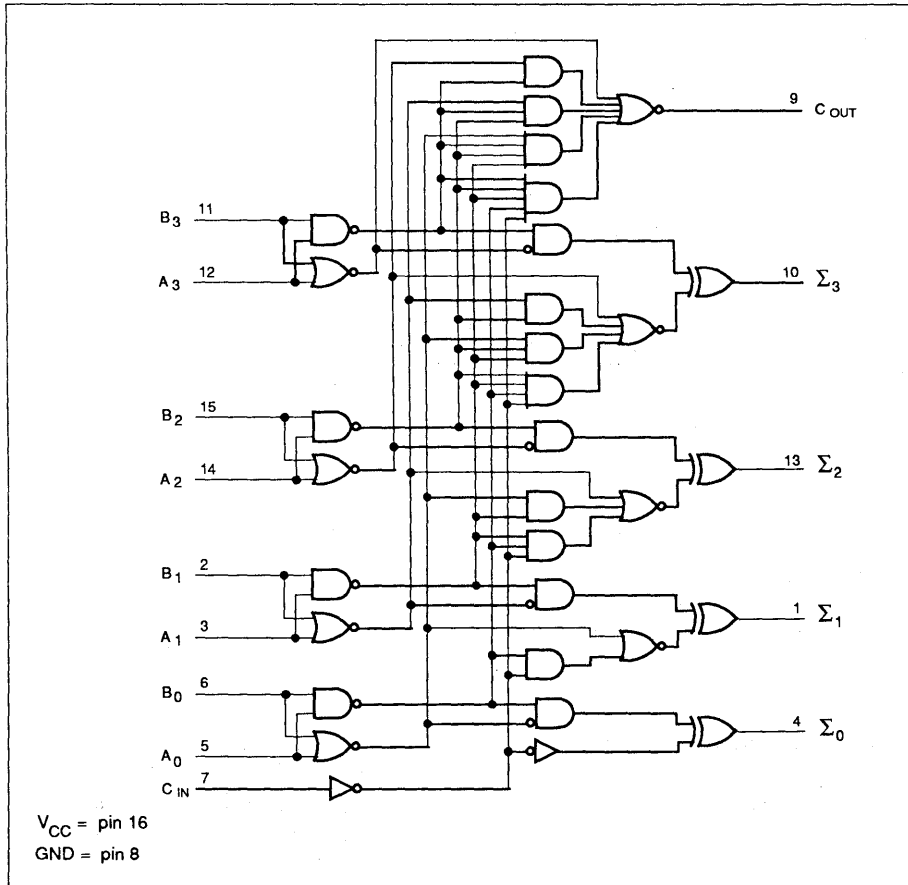 9 C OUT
B3 11
A3 12
10 Σ3
B2 15
A2 14
13 Σ2
B1 2
A1 3
1 Σ1
B0 6
A0 5
4 Σ0
C IN 7
VCC = pin 16
GND = pin 8